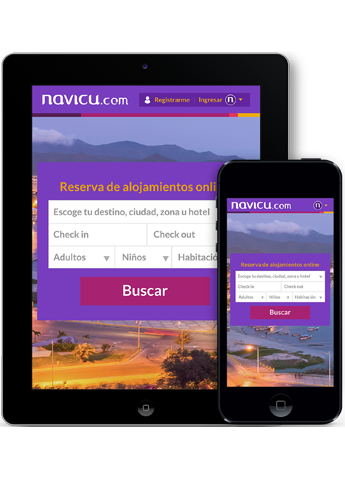 navicu.com Registrarme Ingresar n
Reserva de alojamientos onli
Escoge tu destino, ciudad, zona u hotel
Check in Check out
Adultos Niños Habitació
Buscar
navicu.com n
Reserva de alojamientos online
Escoge tu destino, ciudad, zona y hotel
Check in Check out
Adultos Niños Habitación
Buscar